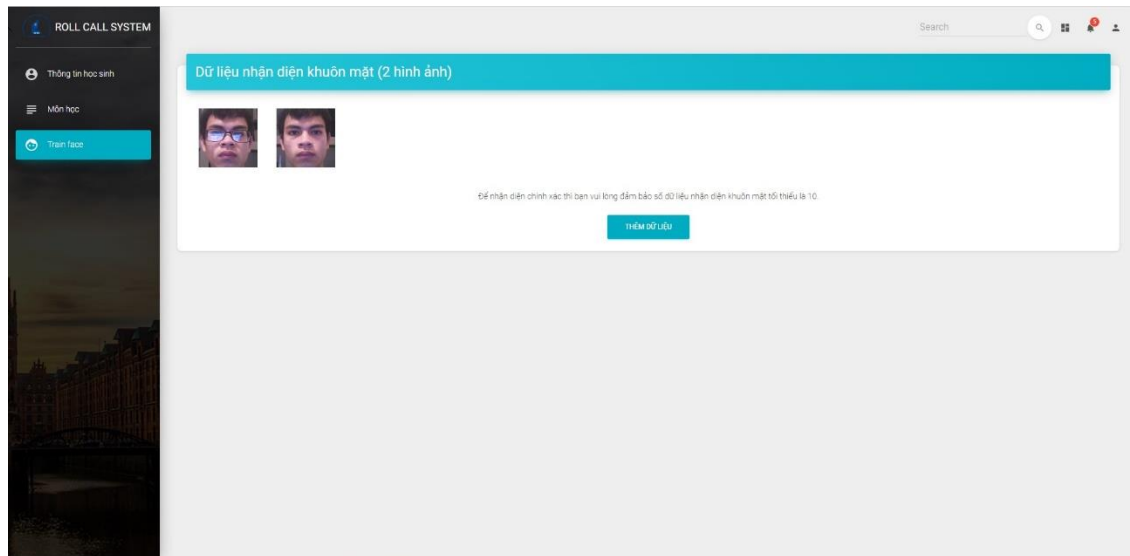 ROLL CALL SYSTEM
Search
5
Thông tin học sinh
Môn học
Train face
Dữ liệu nhận diện khuôn mặt (2 hình ảnh)
Để nhận diện chính xác thì bạn vui lòng đảm bảo số dữ liệu nhận diện khuôn mặt tối thiểu là 10.
THÊM DỮ LIỆU